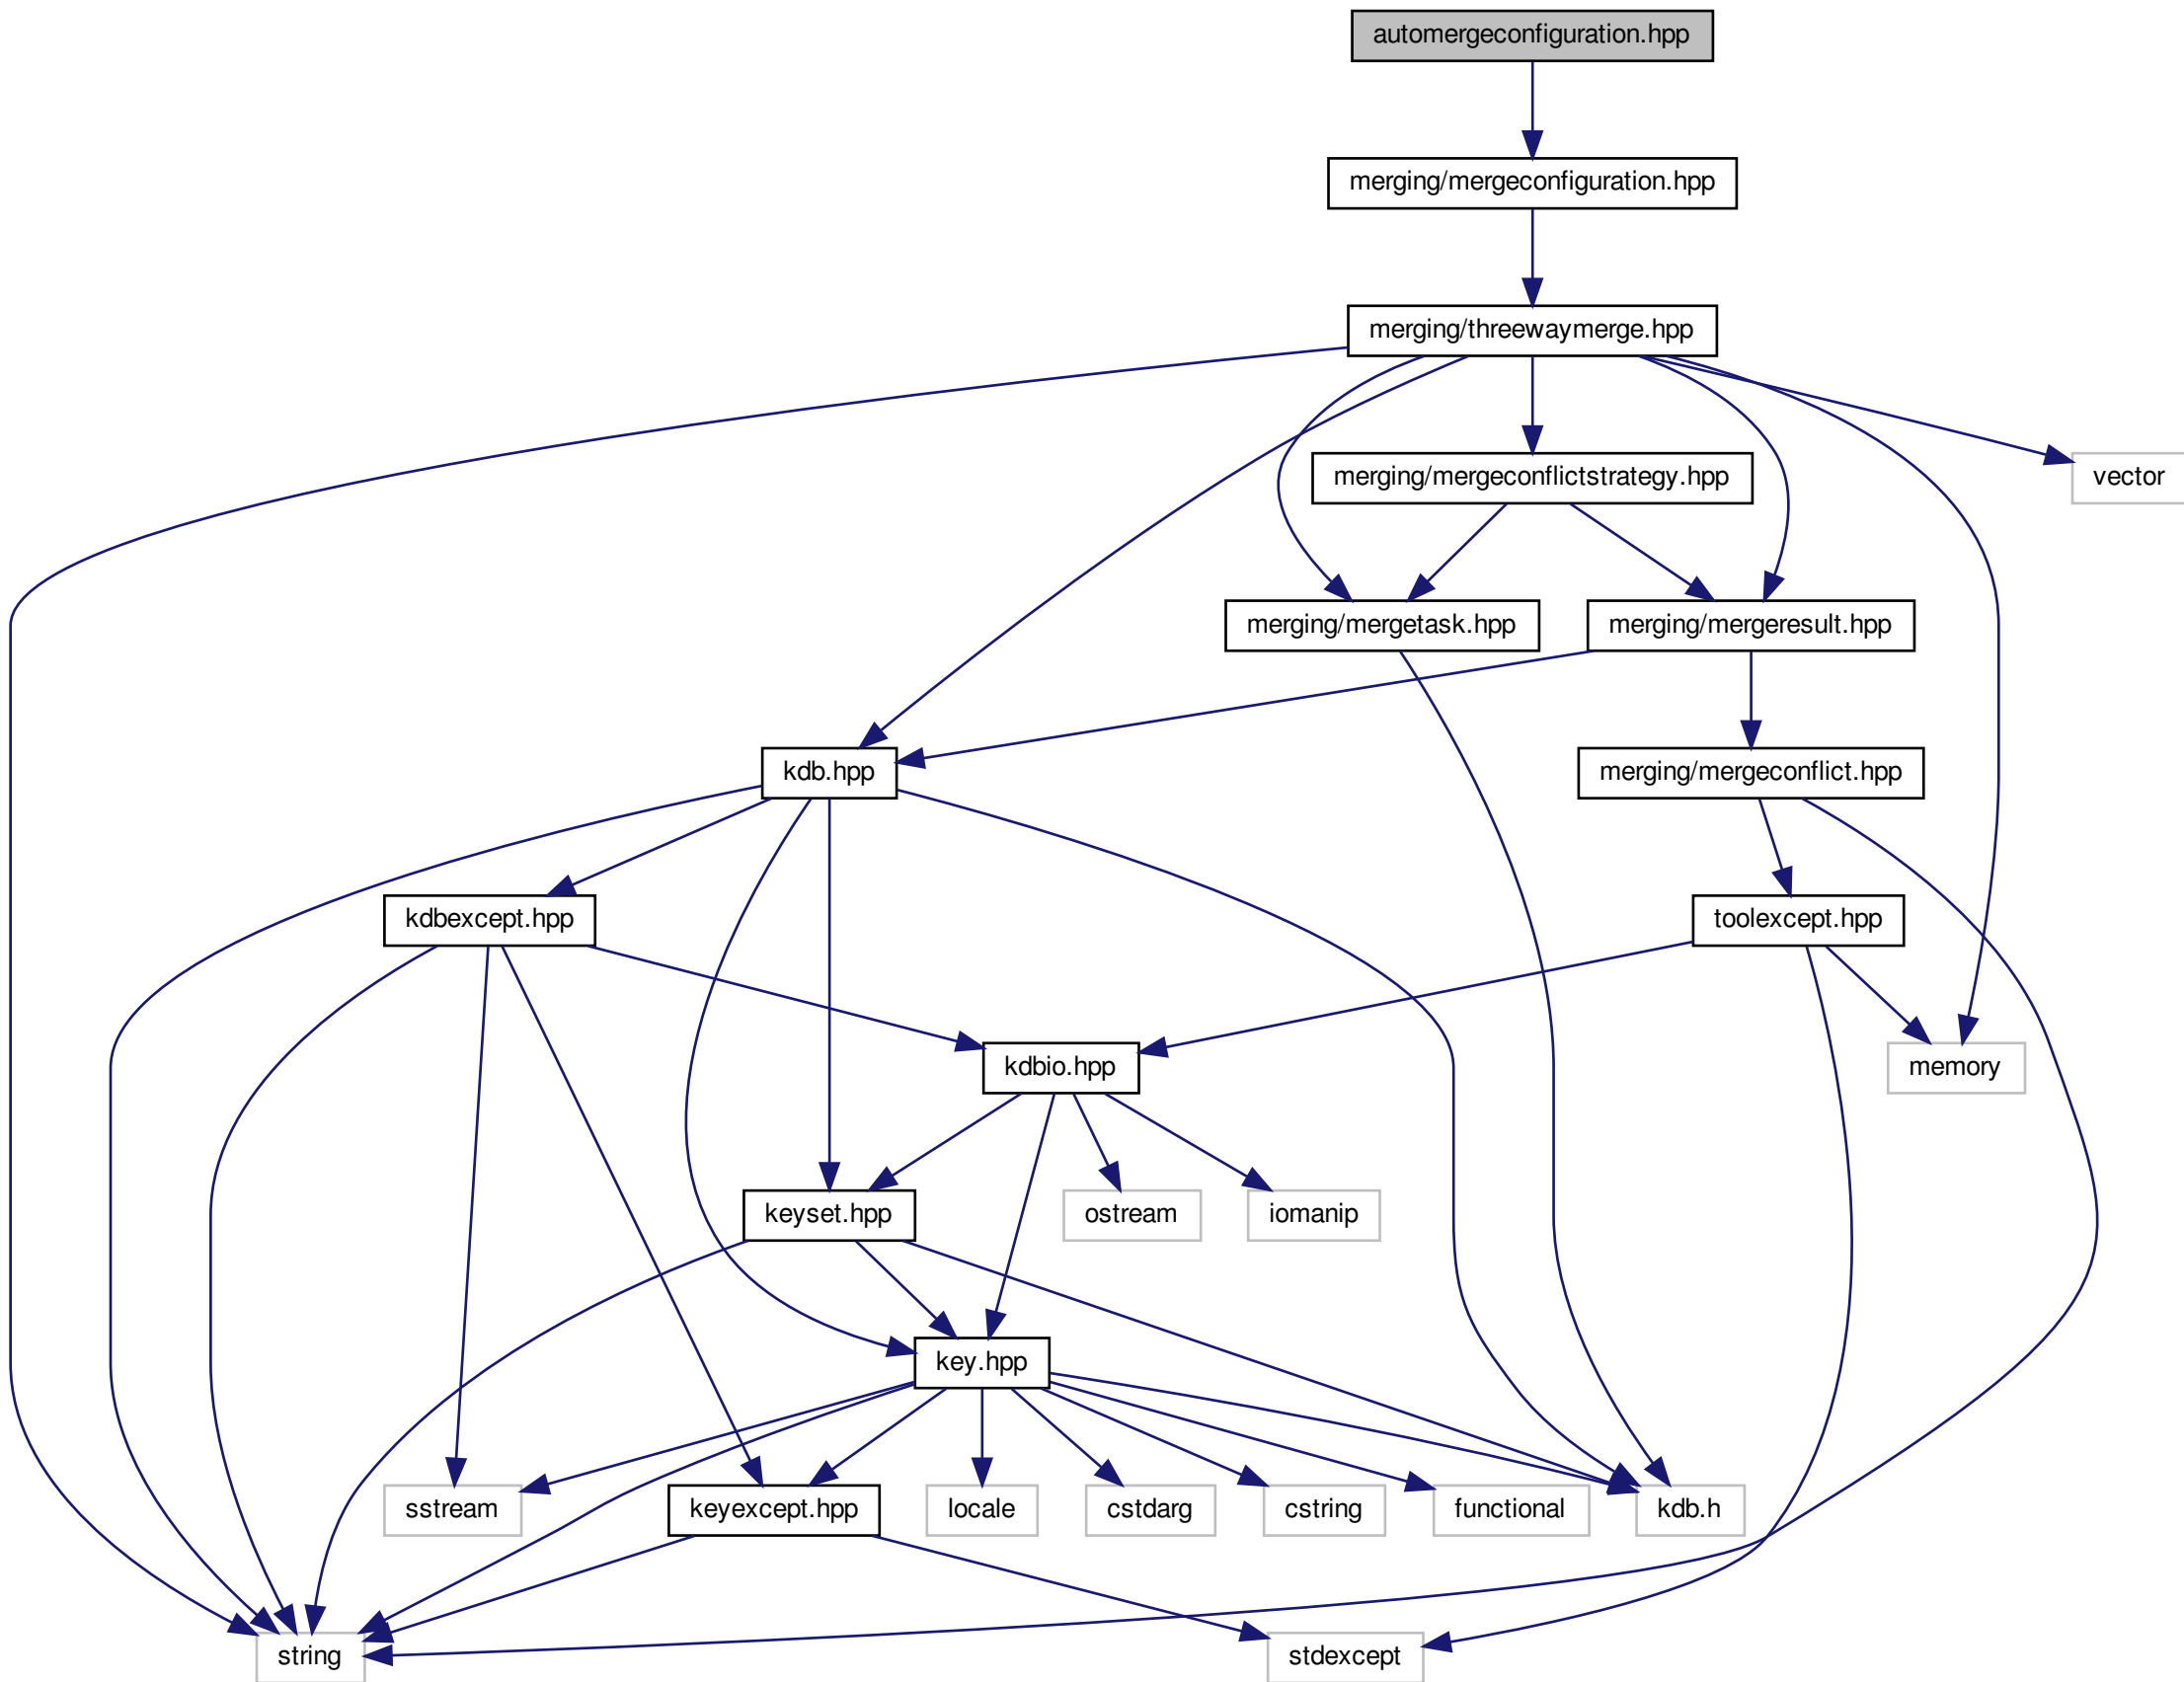 automergeconfiguration.hpp
merging/mergeconfiguration.hpp
merging/threewaymerge.hpp
merging/mergeconflictstrategy.hpp
vector
merging/mergetask.hpp
merging/mergeresult.hpp
kdb.hpp
merging/mergeconflict.hpp
kdbexcept.hpp
toolexcept.hpp
kdbio.hpp
memory
keyset.hpp
ostream
iomanip
key.hpp
sstream
keyexcept.hpp
locale
cstdarg
cstring
functional
kdb.h
string
stdexcept